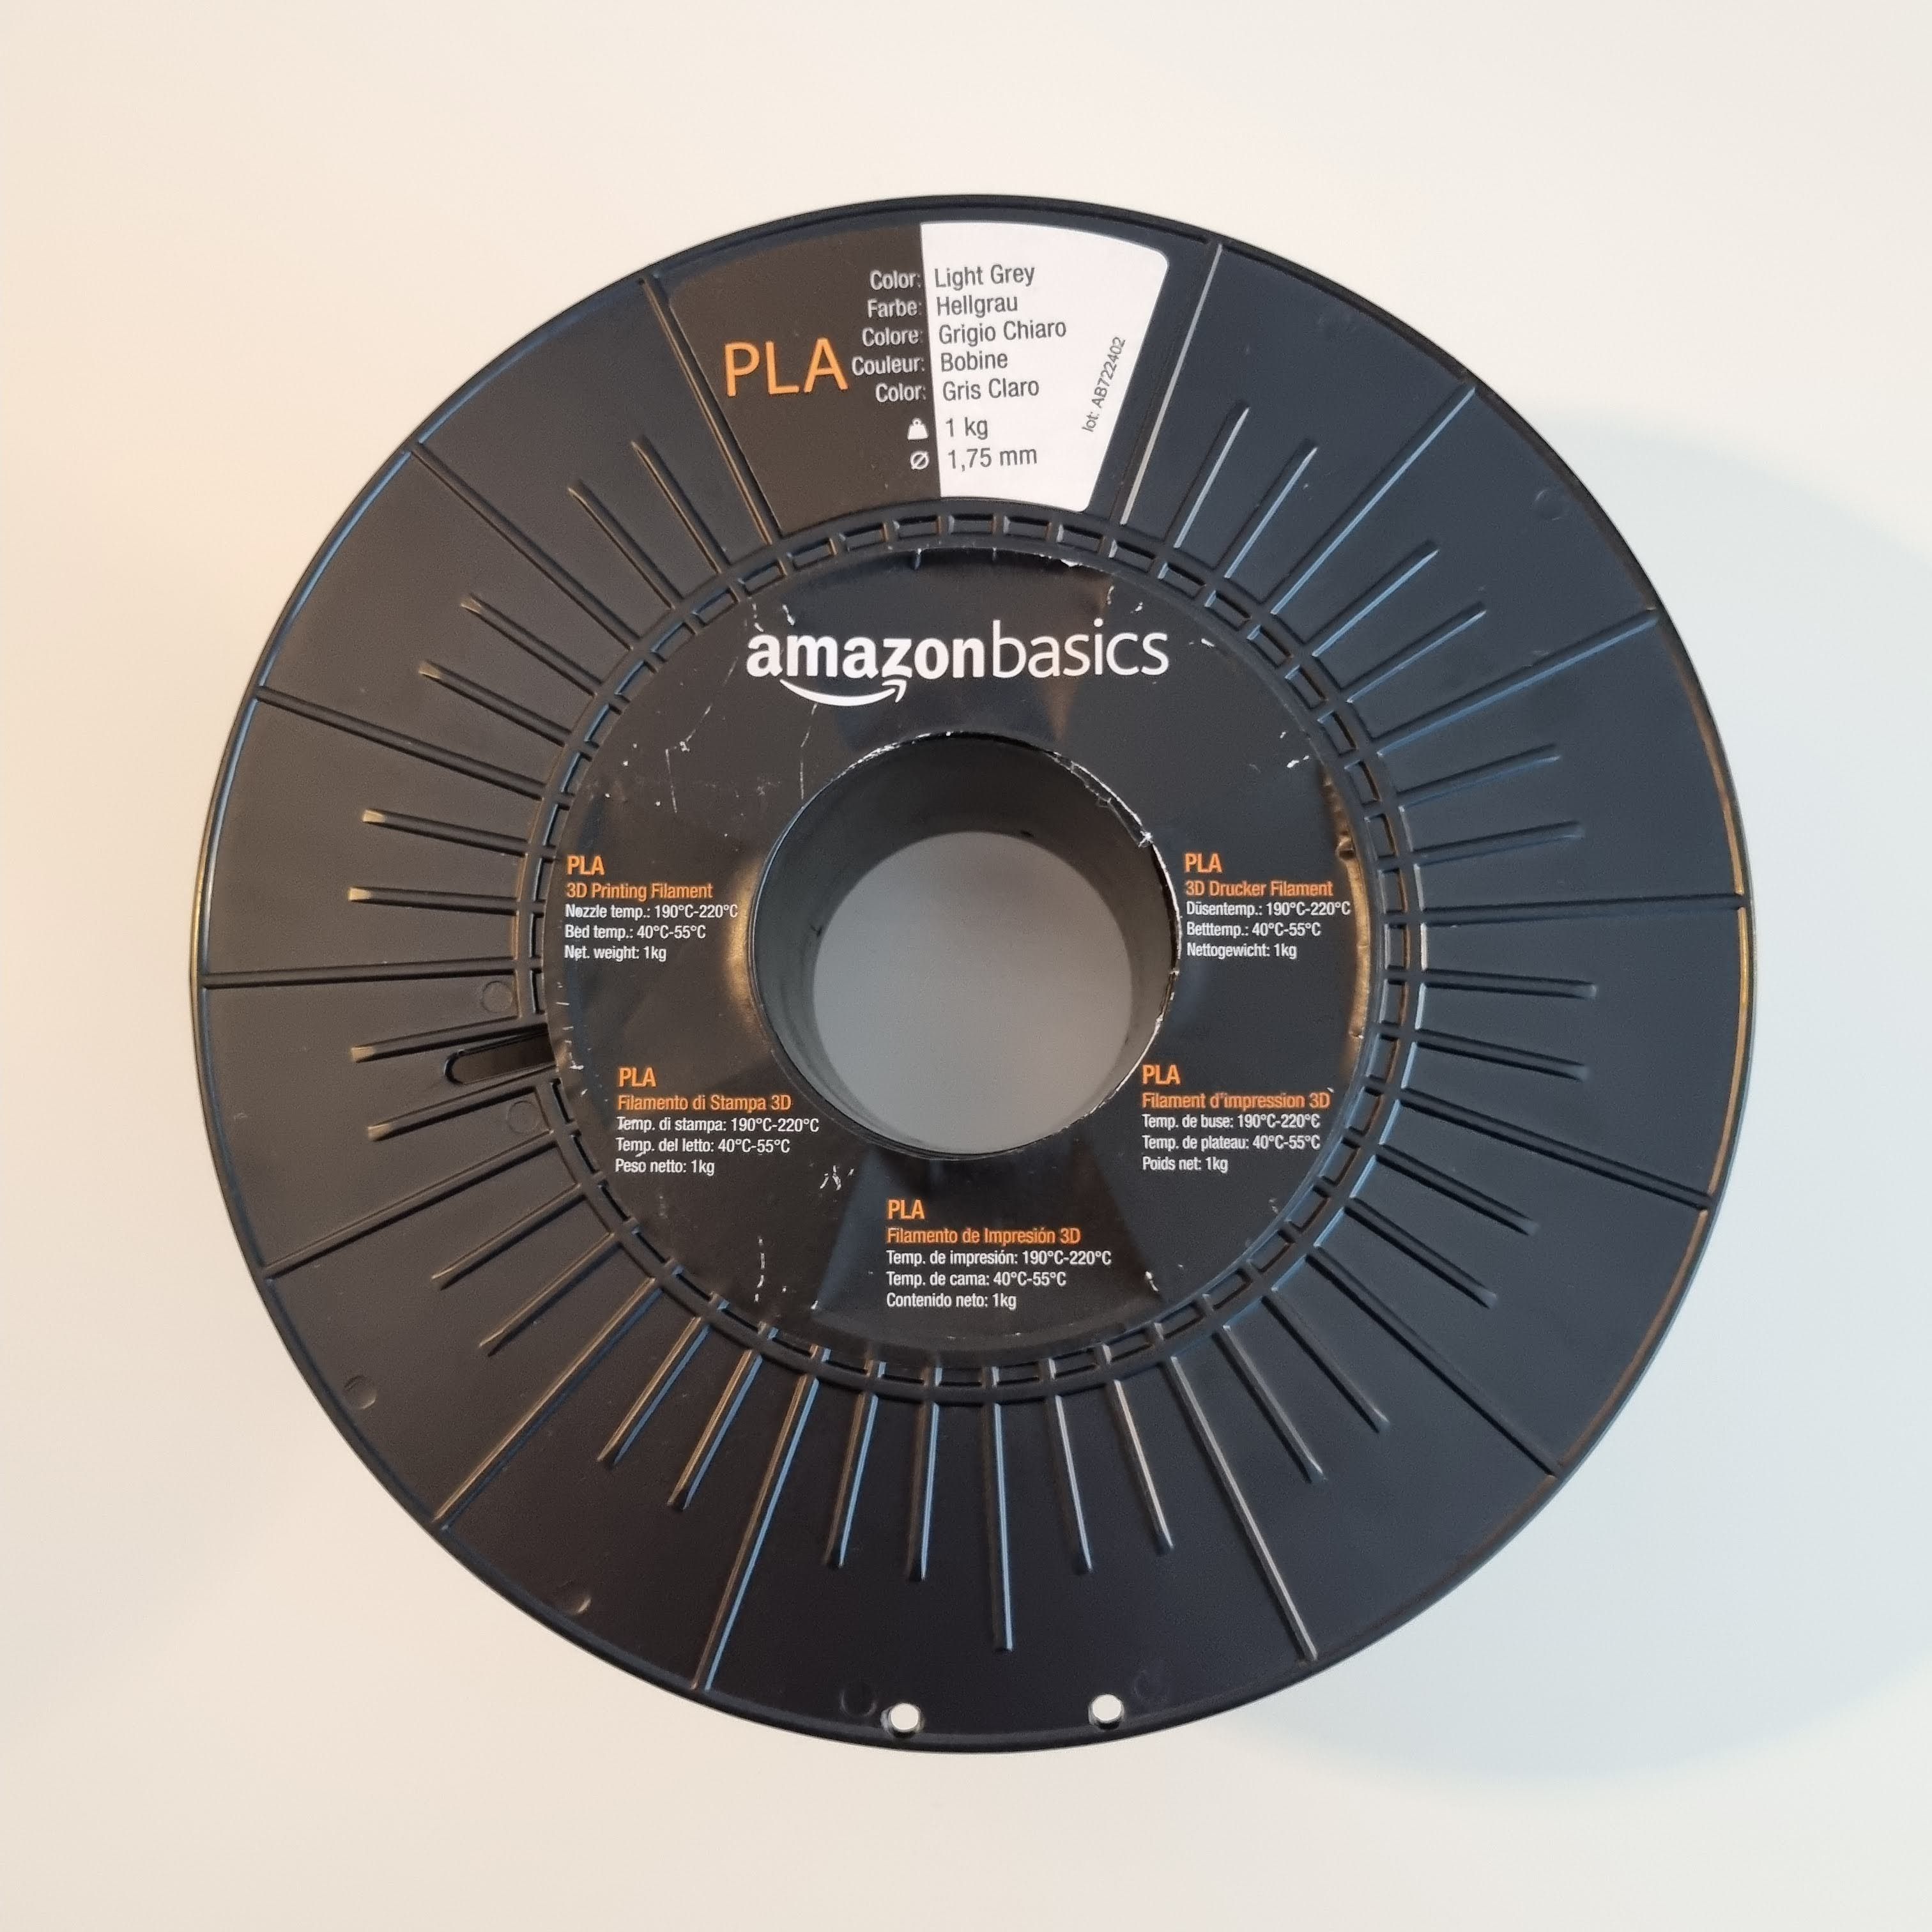 PLA
Color: Light Grey
Farbe: Hellgrau
Colore: Grigio Chiaro
Couleur: Bobine
Color: Gris Claro
1 kg
1,75 mm
lot: AB722402
amazonbasics
PLA
3D Printing Filament
Nozzle temp.: 190°C-220°C
Bed temp.: 40°C-55°C
Net. weight: 1kg
PLA
3D Drucker Filament
Düsentemp.: 190°C-220°C
Betttemp.: 40°C-55°C
Nettogewicht: 1kg
PLA
Filamento di Stampa 3D
Temp. di stampa: 190°C-220°C
Temp. del letto: 40°C-55°C
Peso netto: 1kg
PLA
Filament d'impression 3D
Temp. de buse: 190°C-220°C
Temp. de plateau: 40°C-55°C
Poids net: 1kg
PLA
Filamento de Impresión 3D
Temp. de impresión: 190°C-220°C
Temp. de cama: 40°C-55°C
Contenido neto: 1kg